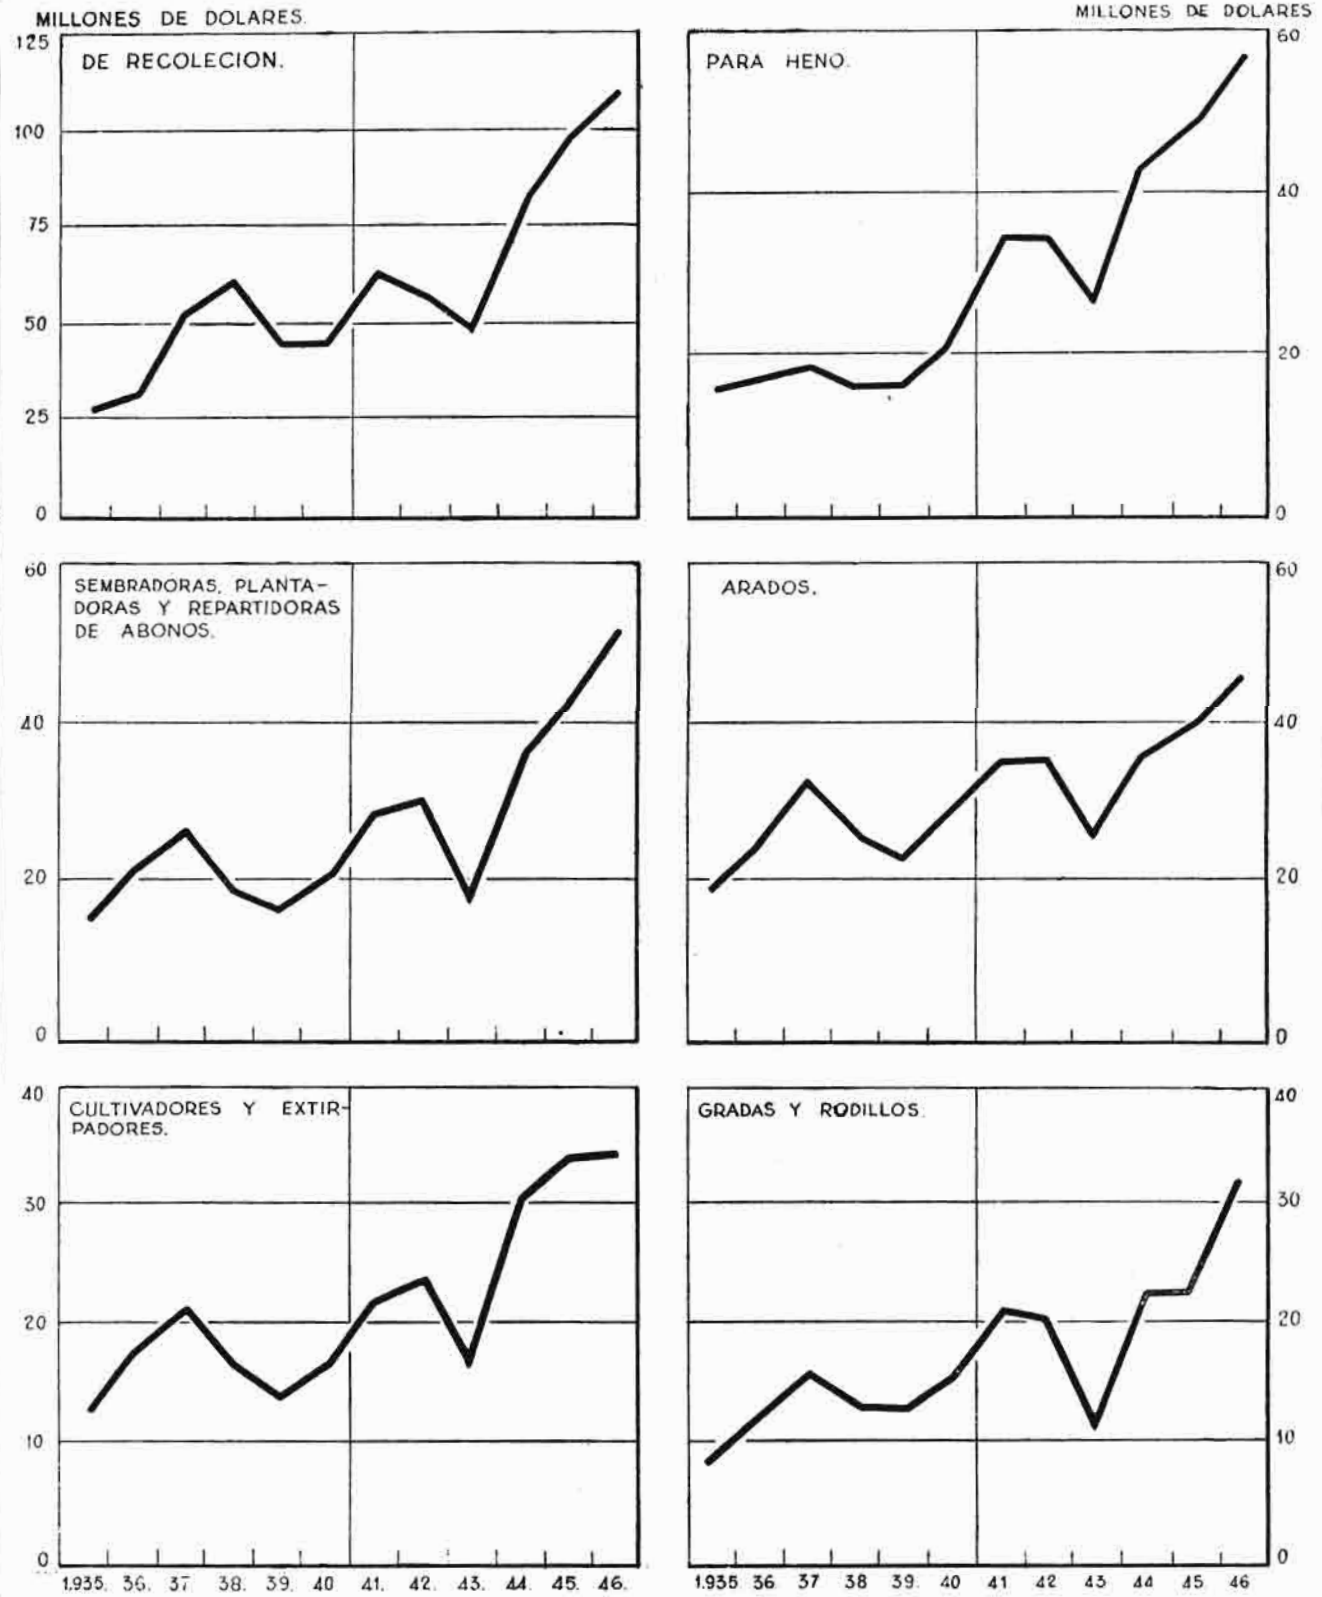 MILLONES DE DOLARES.
MILLONES DE DOLARES
DE RECOLECION.
125
100
75
50
25
0
PARA HENO.
60
40
20
0
SEMBRADORAS, PLANTA-
DORAS Y REPARTIDORAS
DE ABONOS.
60
40
20
0
ARADOS.
60
40
20
0
CULTIVADORES Y EXTIR-
PADORES.
40
30
20
10
0
GRADAS Y RODILLOS.
40
30
20
10
0
1.935. 36. 37. 38. 39. 40 41. 42. 43. 44. 45. 46.
1.935 36 37 38 39. 40 41 42 43 44 45 46